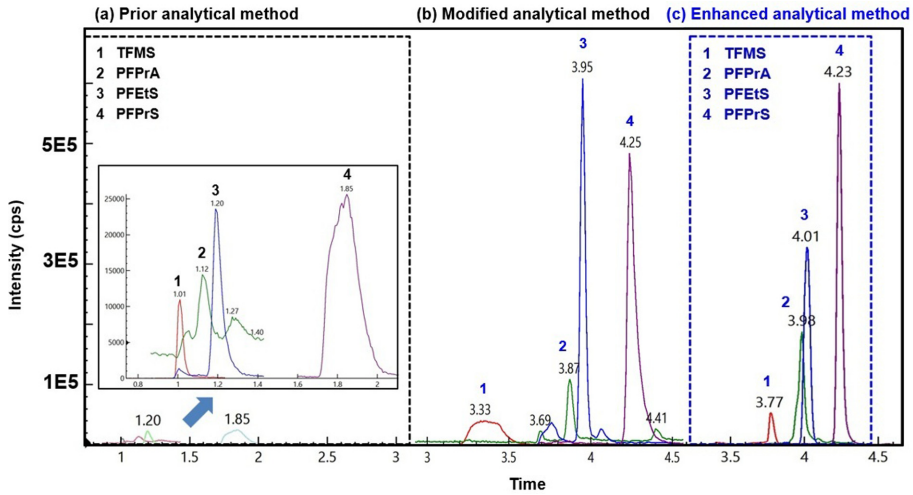 (a) Prior analytical method
(b) Modified analytical method
(c) Enhanced analytical method
Intensity (cps)
5E5
3E5
1E5
1 TFMS
2 PFPrA
3 PFEtS
4 PFPrS
25000
20000
15000
10000
5000
0
1
1.01
2
1.12
3
1.20
1.27
1.40
4
1.85
0.8 1 1.2 1.4 1.6 1.8 2
1.20
1.85
1 1.5 2 2.5 3
1
3.33
3.69
2
3.87
3
3.95
4
4.25
4.41
3 3.5 4 4.5
1 TFMS
2 PFPrA
3 PFEtS
4 PFPrS
1
3.77
2
3.98
3
4.01
4
4.23
3.5 4 4.5
Time